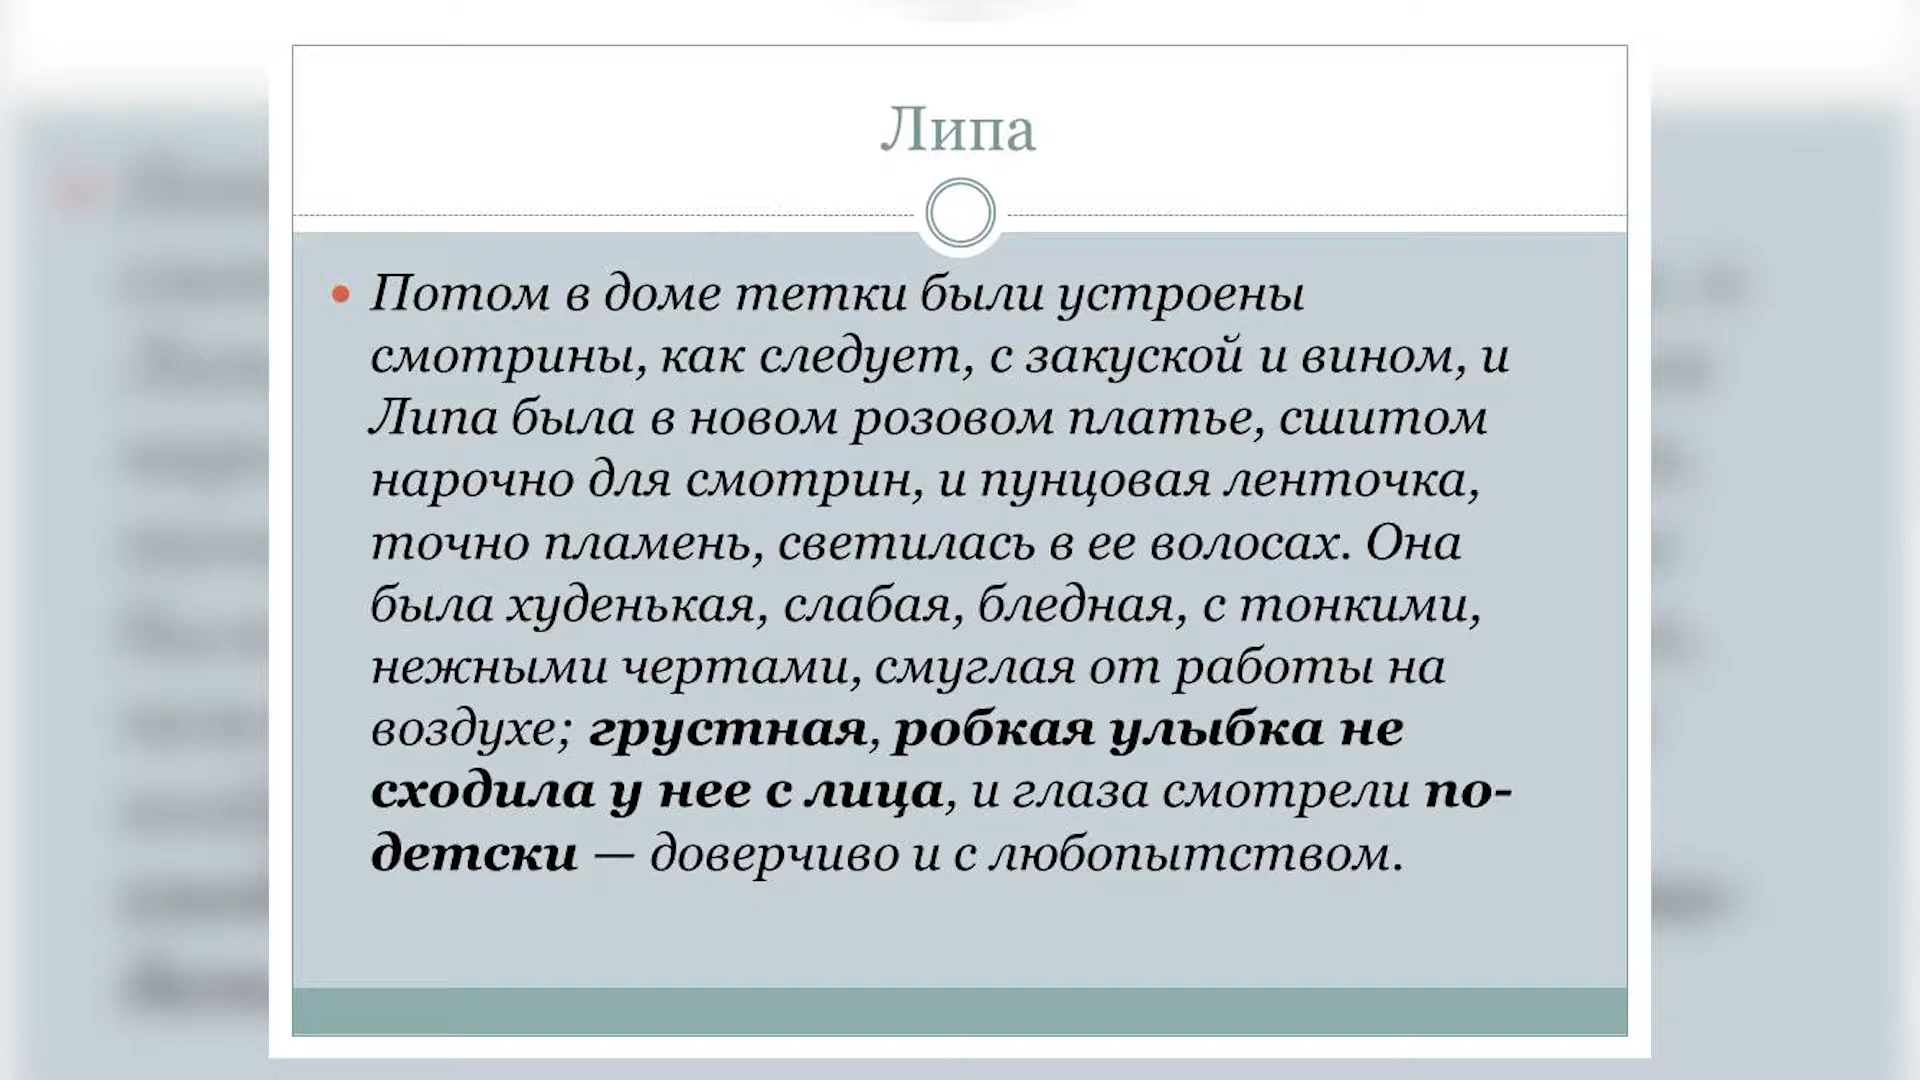 Липа
Потом в доме тетки были устроены
смотрины, как следует, с закуской и вином, и
Липа была в новом розовом платье, сшитом
нарочно для смотрин, и пунцовая ленточка,
точно пламень, светилась в ее волосах. Она
была худенькая, слабая, бледная, с тонкими,
нежными чертами, смуглая от работы на
воздухе; грустная, робкая улыбка не
сходила у нее с лица, и глаза смотрели по-
детски — доверчиво и с любопытством.